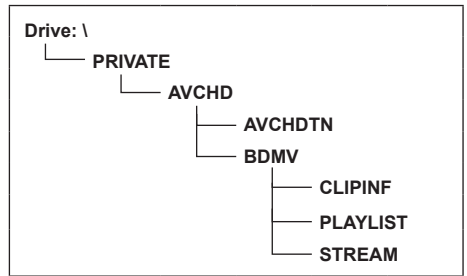 Drive: \
PRIVATE
AVCHD
AVCHDTN
BDMV
CLIPINF
PLAYLIST
STREAM